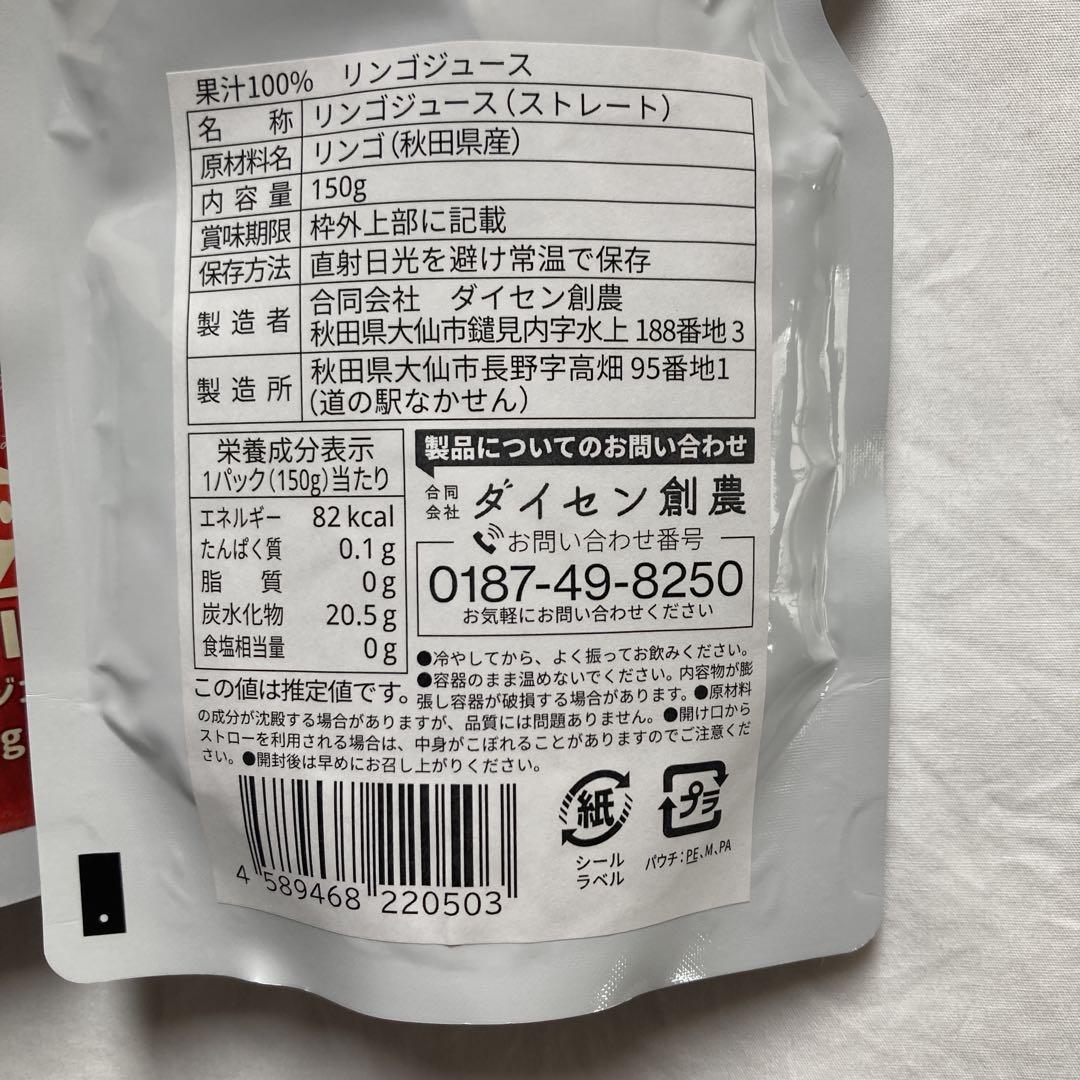 果汁100%　リンゴジュース
名　称 リンゴジュース(ストレート)
原材料名 リンゴ(秋田県産)
内容量 150g
賞味期限 枠外上部に記載
保存方法 直射日光を避け常温で保存
製造者 合同会社　ダイセン創農
秋田県大仙市鑓見内字水上 188番地3
製造所 秋田県大仙市長野字高畑 95番地1
(道の駅なかせん)
栄養成分表示
1パック(150g)当たり
エネルギー 82 kcal
たんぱく質 0.1 g
脂　質 0 g
炭水化物 20.5 g
食塩相当量 0 g
この値は推定値です。
製品についてのお問い合わせ
合同会社 ダイセン創農
お問い合わせ番号
0187-49-8250
お気軽にお問い合わせください
●冷やしてから、よく振ってお飲みください。
●容器のまま温めないでください。内容物が膨
張し容器が破損する場合があります。●原材料
の成分が沈殿する場合がありますが、品質には問題ありません。●開け口から
ストローを利用される場合は、中身がこぼれることがありますのでご注意くだ
さい。●開封後は早めにお召し上がりください。
4 589468 220503
紙
シール
ラベル
プラ
パウチ:PE、M、PA
g